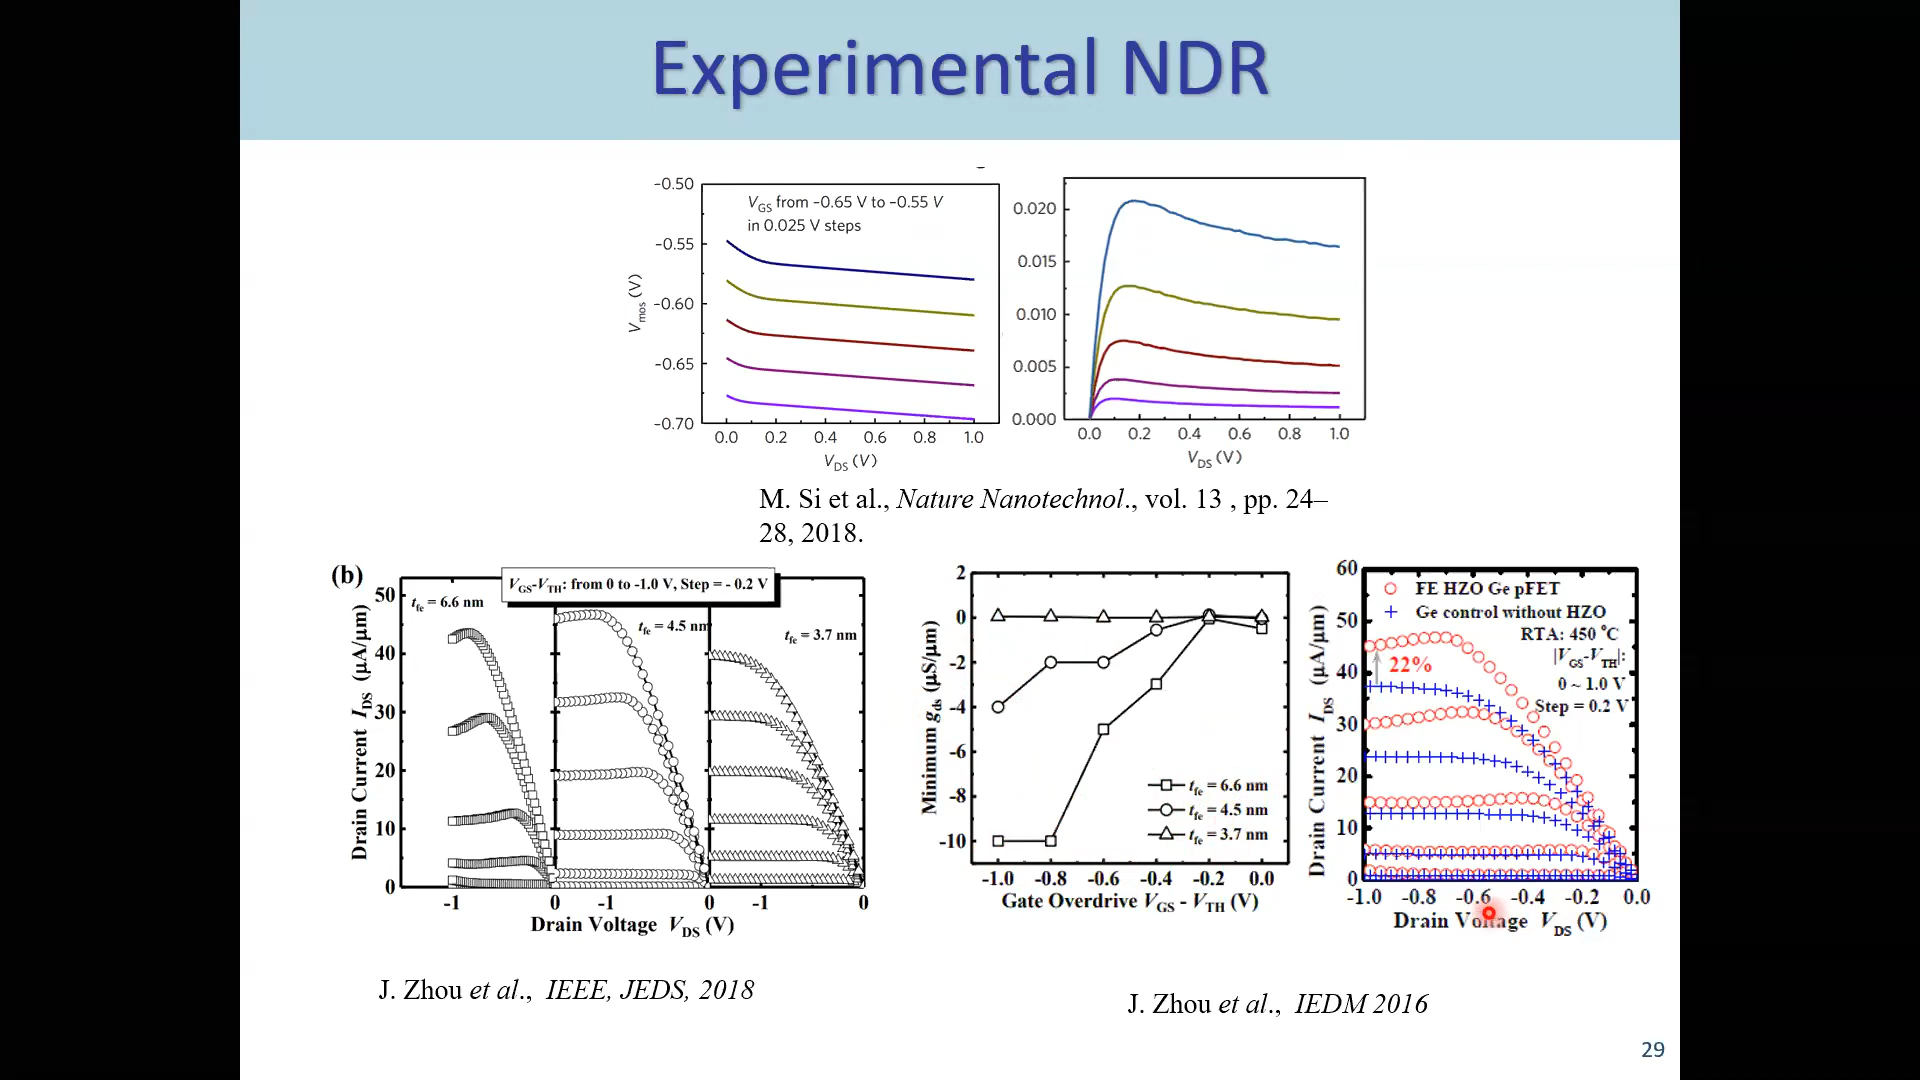 Experimental NDR
-0.50
-0.55
-0.60
-0.65
-0.70
Vmos (V)
VGS from -0.65 V to -0.55 V
in 0.025 V steps
0.0 0.2 0.4 0.6 0.8 1.0
VDS (V)
0.020
0.015
0.010
0.005
0.000
0.0 0.2 0.4 0.6 0.8 1.0
VDS (V)
M. Si et al., Nature Nanotechnol., vol. 13 , pp. 24–
28, 2018.
(b)
VGS-VTH: from 0 to -1.0 V, Step = - 0.2 V
tfe = 6.6 nm
tfe = 4.5 nm
tfe = 3.7 nm
Drain Current IDS (μA/μm)
50
40
30
20
10
0
-1 0 -1 0 -1 0
Drain Voltage VDS (V)
Minimum gds (μS/μm)
2
0
-2
-4
-6
-8
-10
tfe = 6.6 nm
tfe = 4.5 nm
tfe = 3.7 nm
-1.0 -0.8 -0.6 -0.4 -0.2 0.0
Gate Overdrive VGS - VTH (V)
Drain Current IDS (μA/μm)
60
50
40
30
20
10
0
FE HZO Ge pFET
Ge control without HZO
RTA: 450 °C
|VGS-VTH|:
22%
0 ~ 1.0 V
Step = 0.2 V
-1.0 -0.8 -0.6 -0.4 -0.2 0.0
Drain Voltage VDS (V)
J. Zhou et al., IEEE, JEDS, 2018
J. Zhou et al., IEDM 2016
29